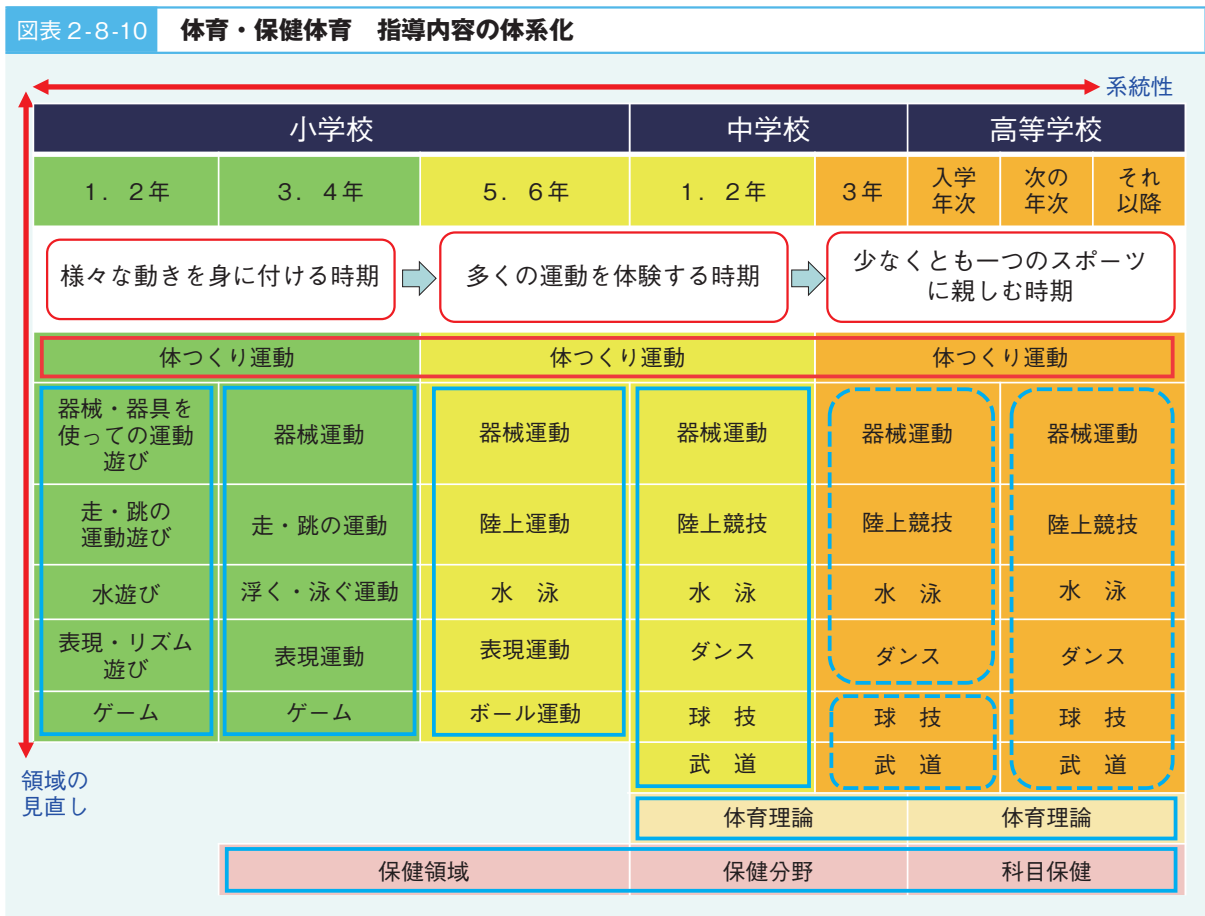 図表2-8-10 体育・保健体育 指導内容の体系化
系統性
小学校 中学校 高等学校
1．2年 3．4年 5．6年 1．2年 3年 入学 次の それ
年次 年次 以降
様々な動きを身に付ける時期 多くの運動を体験する時期 少なくとも一つのスポーツ
に親しむ時期
体つくり運動 体つくり運動 体つくり運動
器械・器具を
使っての運動
遊び
器械運動 器械運動 器械運動 器械運動 器械運動
走・跳の
運動遊び
走・跳の運動 陸上運動 陸上競技 陸上競技 陸上競技
水遊び 浮く・泳ぐ運動 水 泳 水 泳 水 泳 水 泳
表現・リズム
遊び
表現運動 表現運動 ダンス ダンス ダンス
ゲーム ゲーム ボール運動 球 技 球 技 球 技
武 道 武 道 武 道
領域の
見直し
体育理論 体育理論
保健領域 保健分野 科目保健